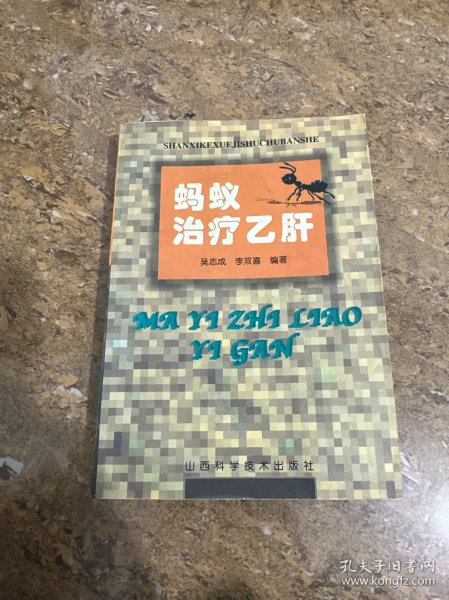 SHANXIKEXUEJISHUCHUBANSHE
蚂蚁
治疗乙肝
吴志成 李双喜 编著
MA YI ZHI LIAO
YI GAN
山西科学技术出版社
孔夫子旧书网
www.kongfz.com